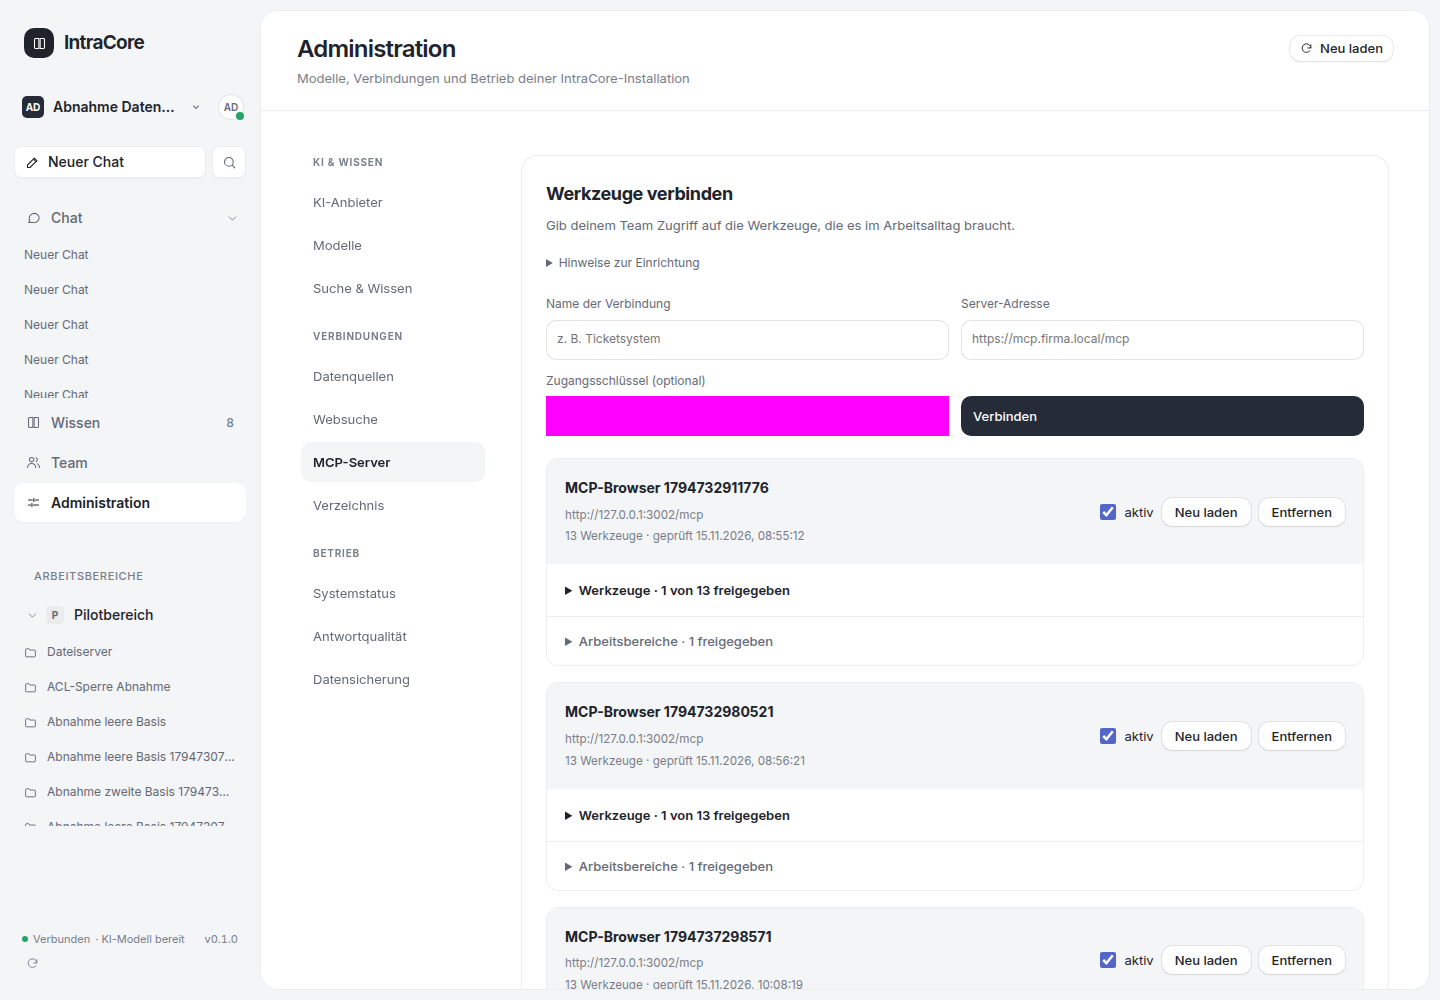 IntraCore
AD Abnahme Daten... AD
Neuer Chat
Chat
Neuer Chat
Neuer Chat
Neuer Chat
Neuer Chat
Neuer Chat
Wissen 8
Team
Administration
ARBEITSBEREICHE
P Pilotbereich
Dateiserver
ACL-Sperre Abnahme
Abnahme leere Basis
Abnahme leere Basis 17947307...
Abnahme zweite Basis 179473...
Abnahme leere Basis 17947207...
Verbunden · KI-Modell bereit v0.1.0
Administration
Modelle, Verbindungen und Betrieb deiner IntraCore-Installation
Neu laden
KI & WISSEN
KI-Anbieter
Modelle
Suche & Wissen
VERBINDUNGEN
Datenquellen
Websuche
MCP-Server
Verzeichnis
BETRIEB
Systemstatus
Antwortqualität
Datensicherung
Werkzeuge verbinden
Gib deinem Team Zugriff auf die Werkzeuge, die es im Arbeitsalltag braucht.
Hinweise zur Einrichtung
Name der Verbindung Server-Adresse
z. B. Ticketsystem https://mcp.firma.local/mcp
Zugangsschlüssel (optional)
Verbinden
MCP-Browser 1794732911776
http://127.0.0.1:3002/mcp
13 Werkzeuge · geprüft 15.11.2026, 08:55:12
aktiv Neu laden Entfernen
Werkzeuge · 1 von 13 freigegeben
Arbeitsbereiche · 1 freigegeben
MCP-Browser 1794732980521
http://127.0.0.1:3002/mcp
13 Werkzeuge · geprüft 15.11.2026, 08:56:21
aktiv Neu laden Entfernen
Werkzeuge · 1 von 13 freigegeben
Arbeitsbereiche · 1 freigegeben
MCP-Browser 1794737298571
http://127.0.0.1:3002/mcp
13 Werkzeuge · geprüft 15.11.2026, 10:08:19
aktiv Neu laden Entfernen